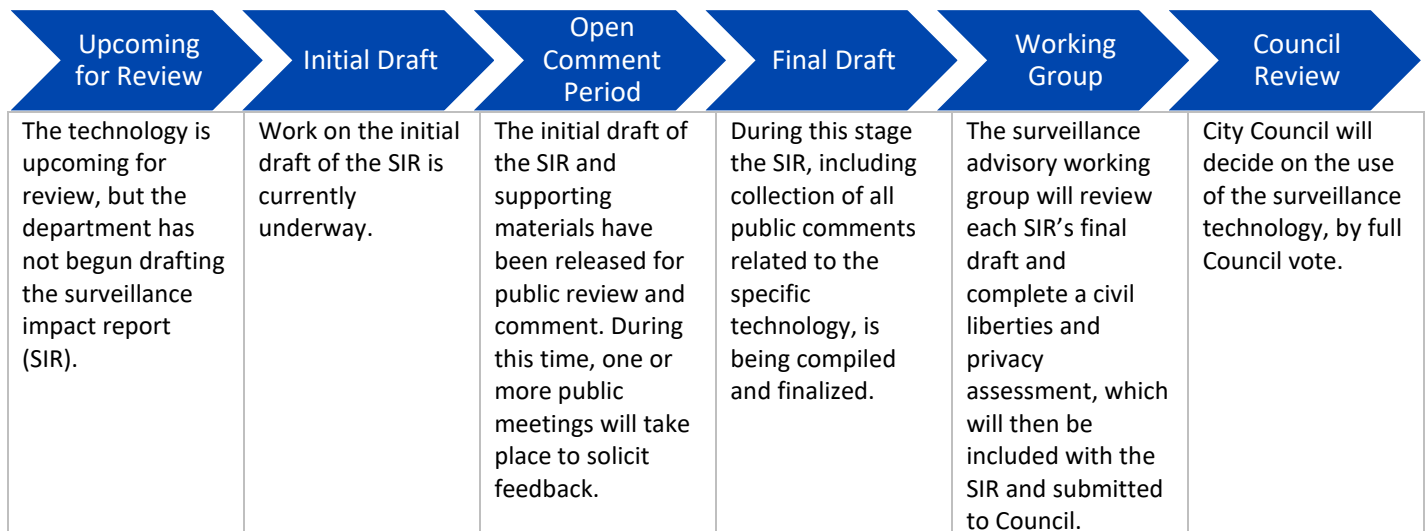 Upcoming
for Review
Initial Draft
Open
Comment
Period
Final Draft
Working
Group
Council
Review
The technology is
upcoming for
review, but the
department has
not begun drafting
the surveillance
impact report
(SIR).
Work on the initial
draft of the SIR is
currently
underway.
The initial draft of
the SIR and
supporting
materials have
been released for
public review and
comment. During
this time, one or
more public
meetings will take
place to solicit
feedback.
During this stage
the SIR, including
collection of all
public comments
related to the
specific
technology, is
being compiled
and finalized.
The surveillance
advisory working
group will review
each SIR’s final
draft and
complete a civil
liberties and
privacy
assessment, which
will then be
included with the
SIR and submitted
to Council.
City Council will
decide on the use
of the surveillance
technology, by full
Council vote.